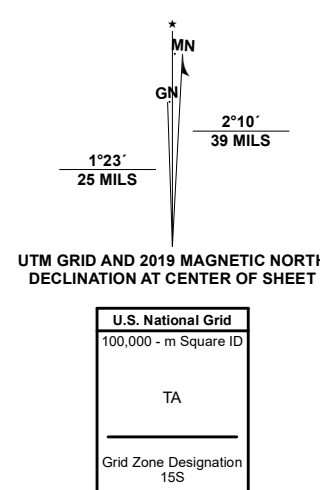 MN
GN
2°10´
39 MILS
1°23´
25 MILS
UTM GRID AND 2019 MAGNETIC NORTH
DECLINATION AT CENTER OF SHEET
U.S. National Grid
100,000 - m Square ID
TA
Grid Zone Designation
15S